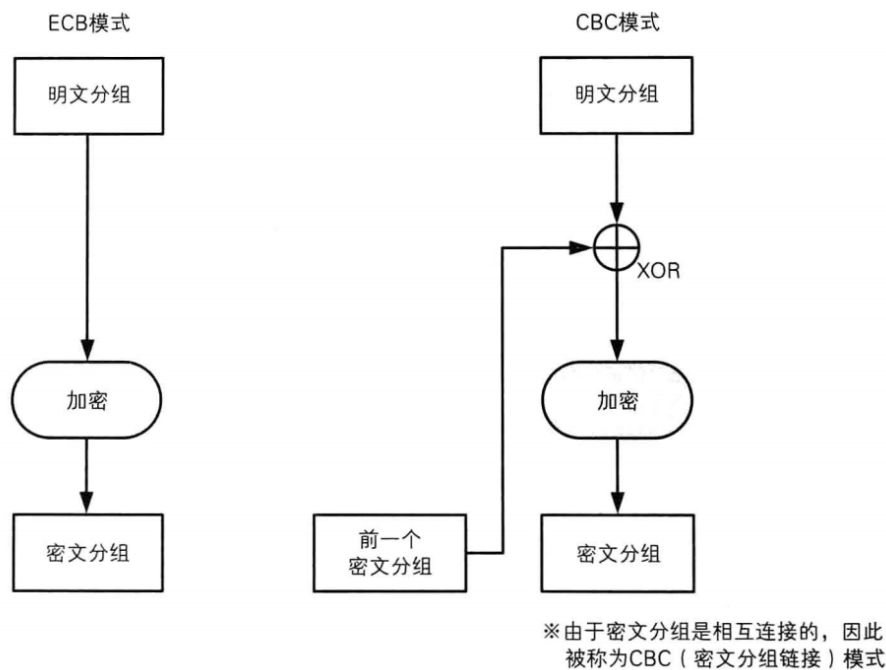 ECB模式
CBC模式
明文分组
明文分组
XOR
加密
加密
密文分组
前一个
密文分组
密文分组
※由于密文分组是相互连接的，因此
被称为CBC（密文分组链接）模式